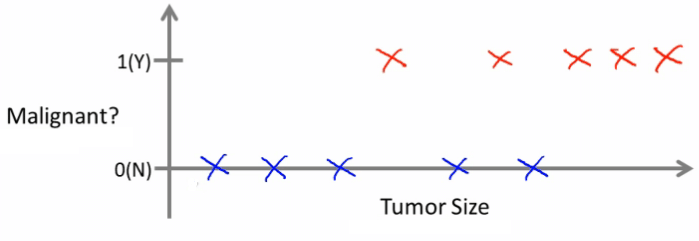 1(Y)
Malignant?
0(N)
Tumor Size